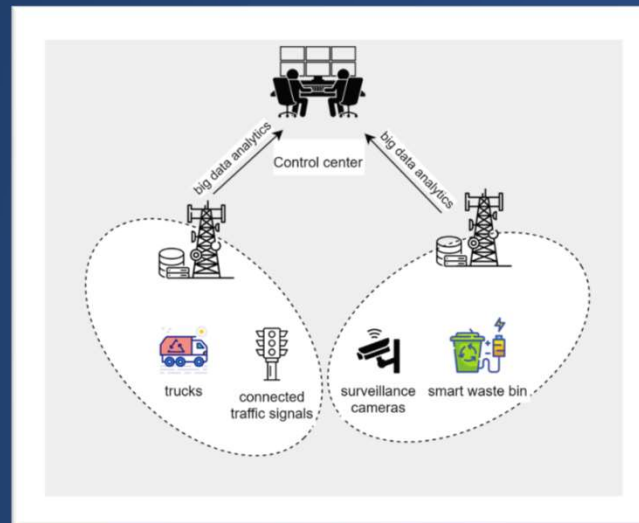 big data analytics
big data analytics
Control center
trucks
connected
traffic signals
surveillance
cameras
smart waste bin